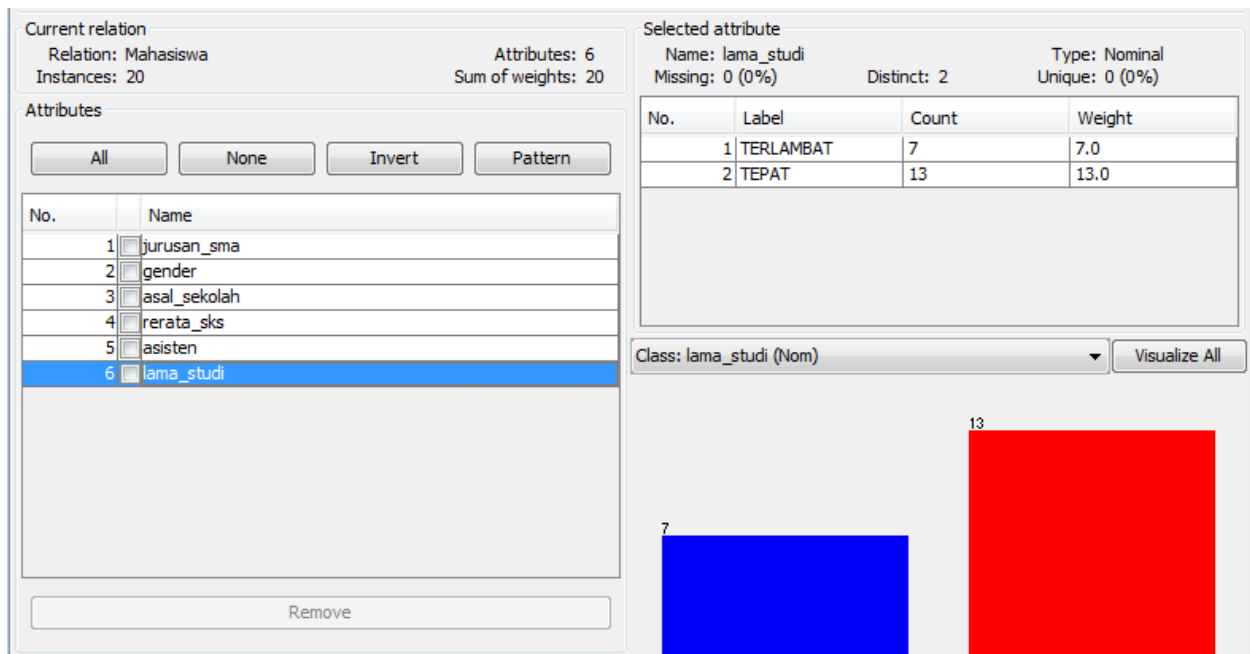 Current relation
Relation: Mahasiswa Attributes: 6
Instances: 20 Sum of weights: 20
Attributes
All None Invert Pattern
No. Name
1 jurusan_sma
2 gender
3 asal_sekolah
4 rerata_sks
5 asisten
6 lama_studi
Remove
Selected attribute
Name: lama_studi Type: Nominal
Missing: 0 (0%) Distinct: 2 Unique: 0 (0%)
No. Label Count Weight
1 TERLAMBAT 7 7.0
2 TEPAT 13 13.0
Class: lama_studi (Nom) Visualize All
13
7